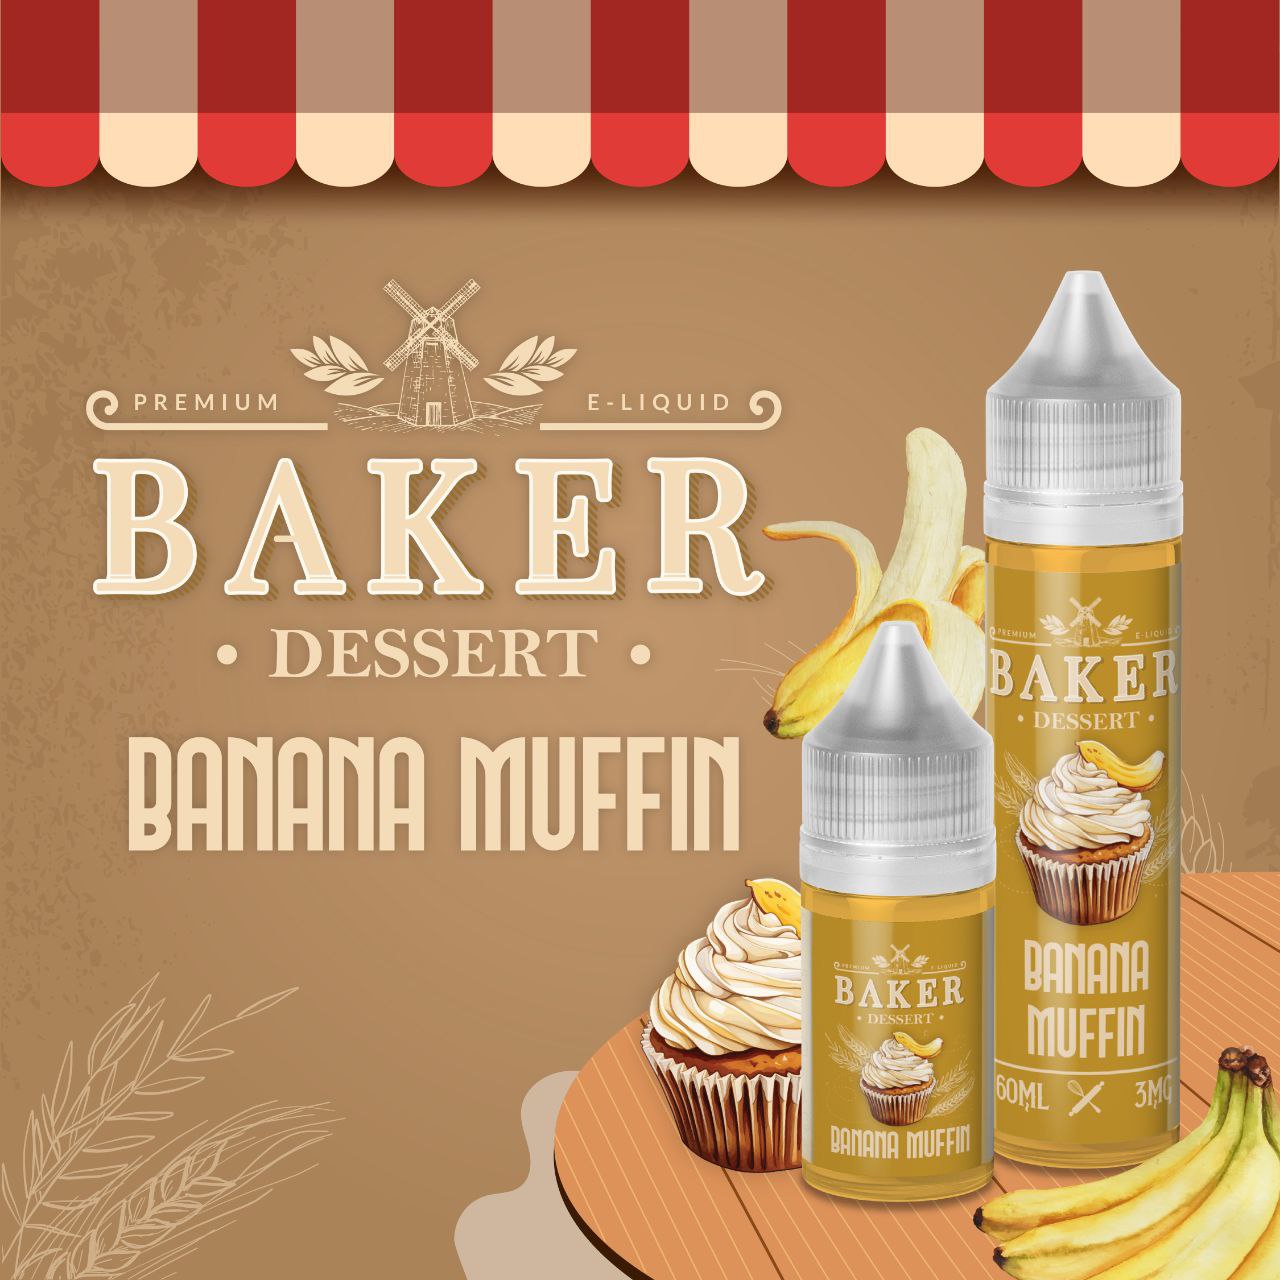 PREMIUM E-LIQUID
BAKER
• DESSERT •
BANANA MUFFIN
PREMIUM E-LIQUID
BAKER
• DESSERT •
BANANA
MUFFIN
60ML 3MG
PREMIUM E-LIQUID
BAKER
• DESSERT •
BANANA MUFFIN